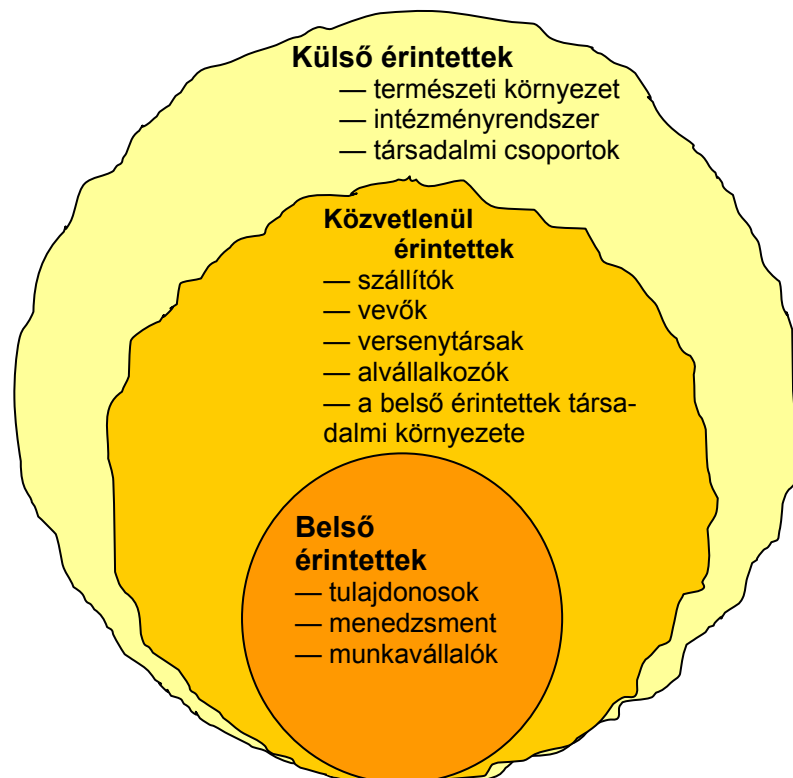 Külső érintettek
— természeti környezet
— intézményrendszer
— társadalmi csoportok
Közvetlenül
érintettek
— szállítók
— vevők
— versenytársak
— alvállalkozók
— a belső érintettek társa-
dalmi környezete
Belső
érintettek
— tulajdonosok
— menedzsment
— munkavállalók